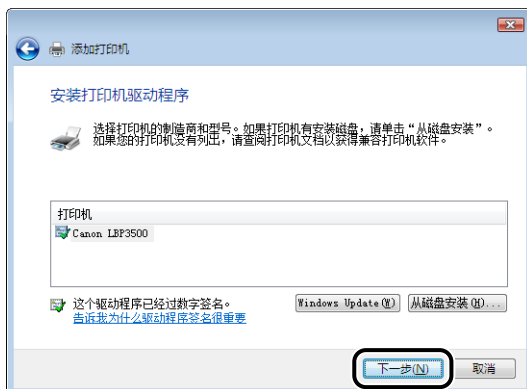 添加打印机
安装打印机驱动程序
选择打印机的制造商和型号。如果打印机有安装磁盘，请单击“从磁盘安装”。
如果您的打印机没有列出，请查阅打印机文档以获得兼容打印机软件。
打印机
Canon LBP3500
这个驱动程序已经过数字签名。
告诉我为什么驱动程序签名很重要
Windows Update(W)
从磁盘安装(H)...
下一步(N)
取消